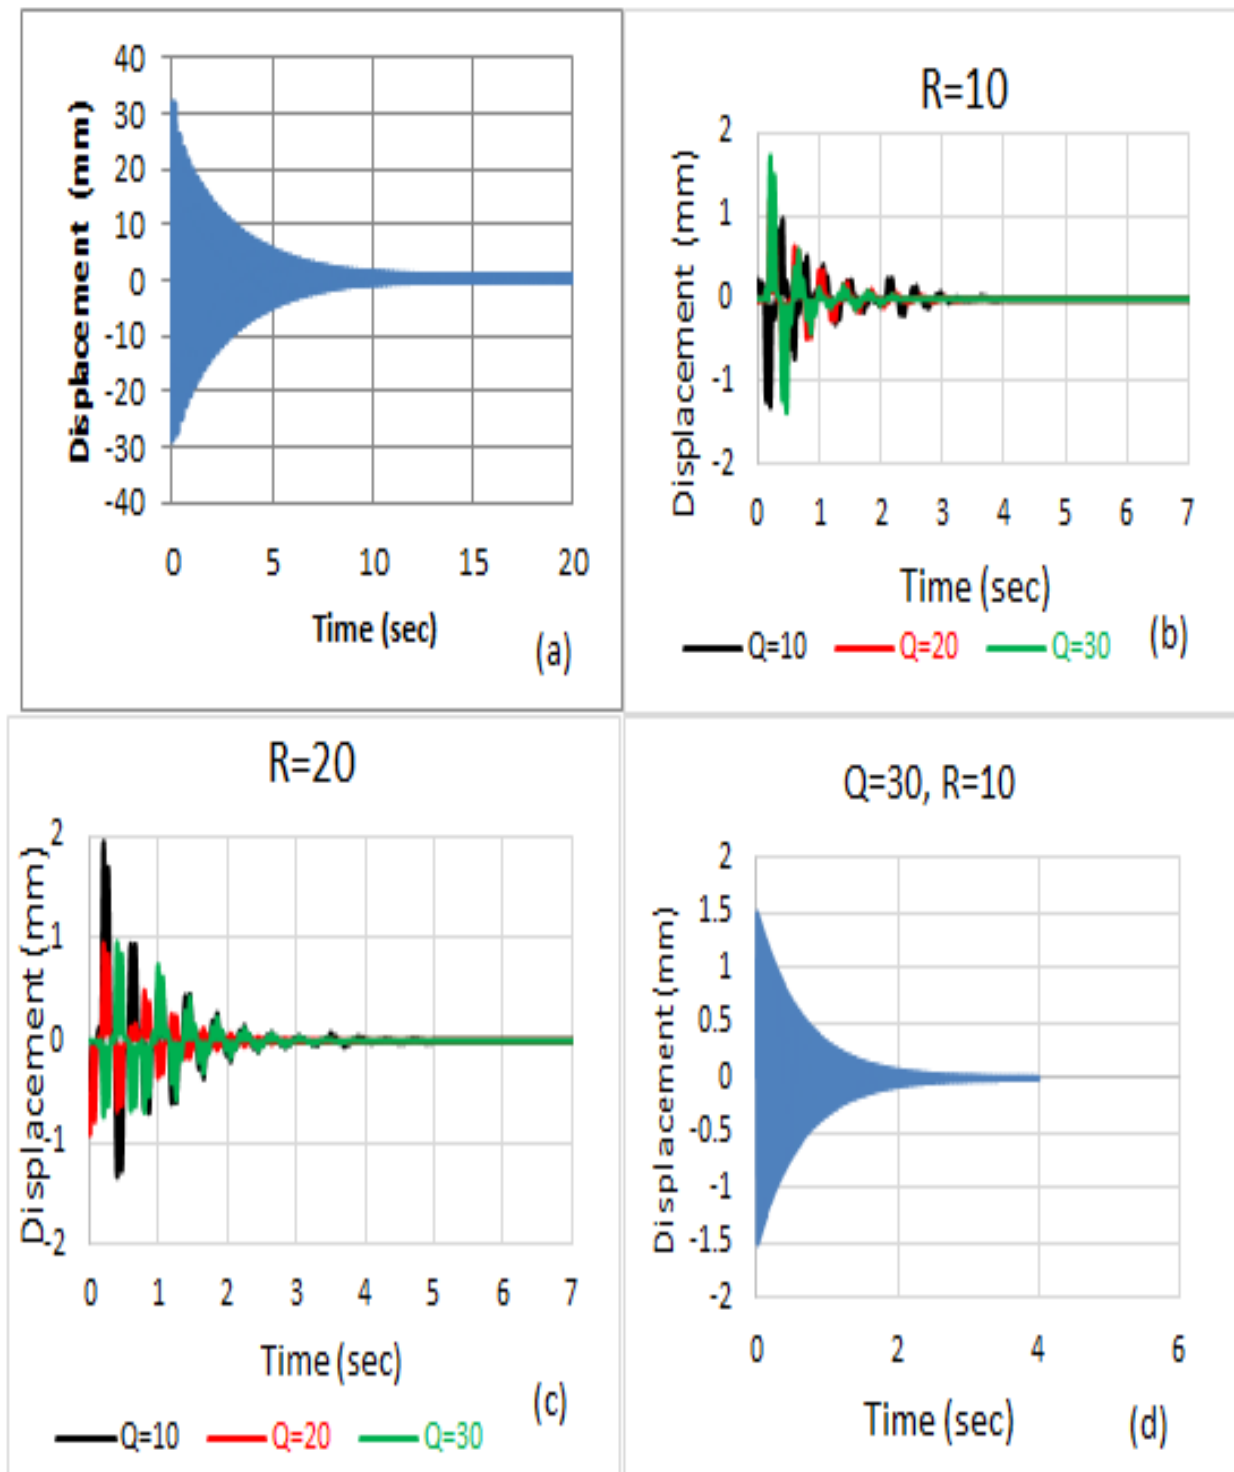 40
30
20
10
0
-10
-20
-30
-40
Displacement (mm)
0 5 10 15 20
Time (sec)
(a)
R=10
2
1
0
-1
-2
Displacement (mm)
0 1 2 3 4 5 6 7
Time (sec)
(b)
Q=10 Q=20 Q=30
R=20
2
1
0
-1
-2
Displacement (mm)
0 1 2 3 4 5 6 7
Time (sec)
(c)
Q=10 Q=20 Q=30
Q=30, R=10
2
1.5
1
0.5
0
-0.5
-1
-1.5
-2
Displacement (mm)
0 2 4 6
Time (sec)
(d)